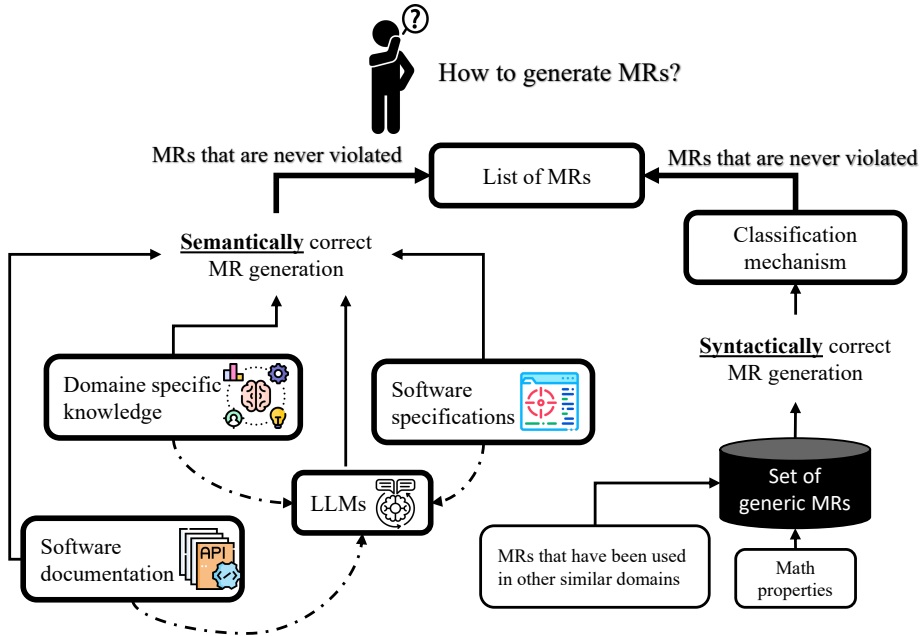 ?
How to generate MRs?
MRs that are never violated
List of MRs
MRs that are never violated
Semantically correct
MR generation
Classification
mechanism
Syntactically correct
MR generation
Domaine specific
knowledge
Software
specifications
LLMs
Set of
generic MRs
Software
documentation
API
MRs that have been used
in other similar domains
Math
properties